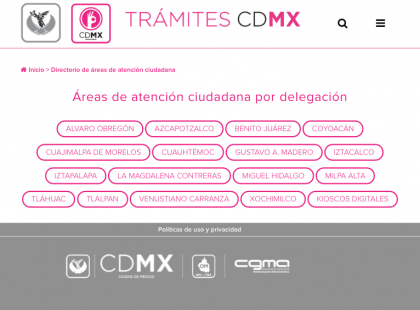 CDMX
TRÁMITES CDMX
Inicio > Directorio de áreas de atención ciudadana
Áreas de atención ciudadana por delegación
ALVARO OBREGÓN AZCAPOTZALCO BENITO JUÁREZ COYOACÁN
CUAJIMALPA DE MORELOS CUAUHTÉMOC GUSTAVO A. MADERO IZTACALCO
IZTAPALAPA LA MAGDALENA CONTRERAS MIGUEL HIDALGO MILPA ALTA
TLÁHUAC TLALPAN VENUSTIANO CARRANZA XOCHIMILCO KIOSCOS DIGITALES
Políticas de uso y privacidad
CDMX
CIUDAD DE MÉXICO
OM
cgma